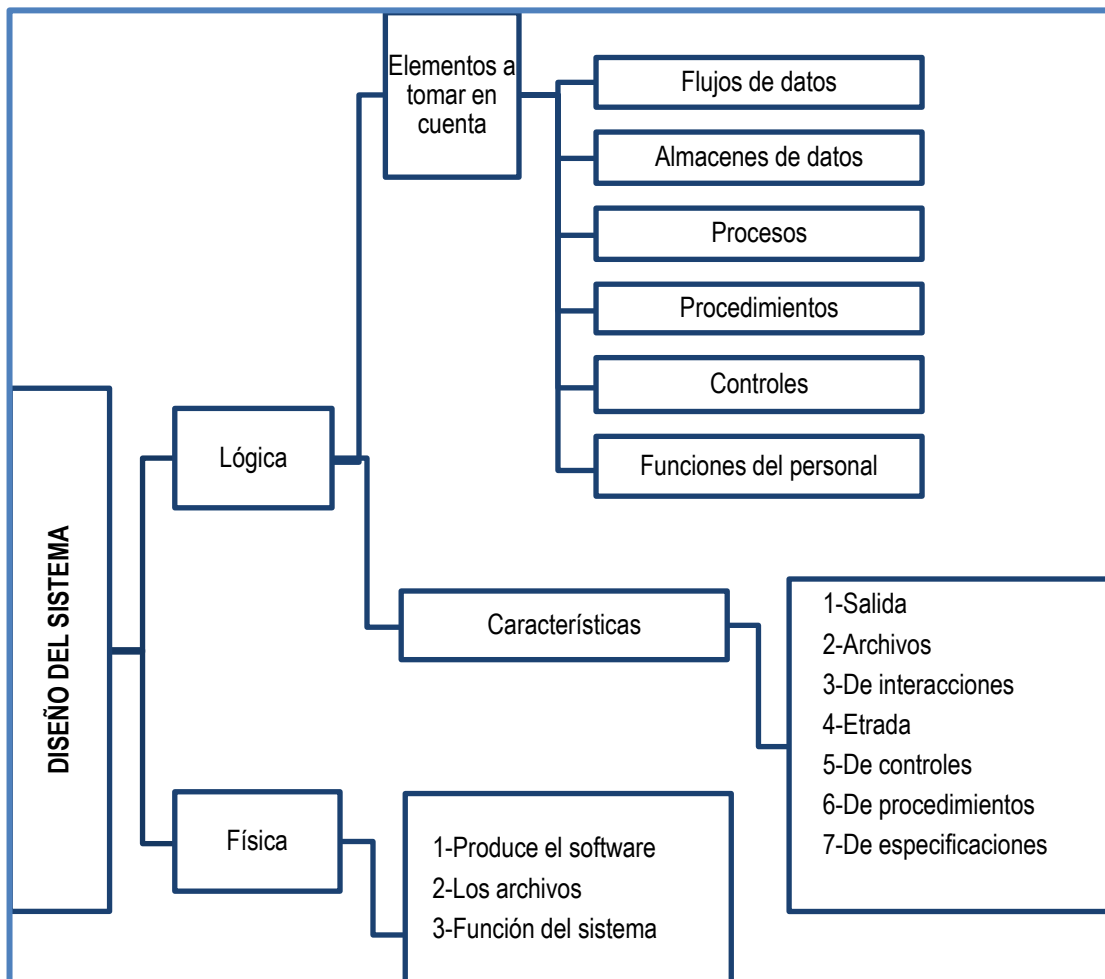 DISEÑO DEL SISTEMA
Lógica
Elementos a
tomar en
cuenta
Flujos de datos
Almacenes de datos
Procesos
Procedimientos
Controles
Funciones del personal
Característícas
1-Salida
2-Archivos
3-De interacciones
4-Etrada
5-De controles
6-De procedimientos
7-De especificaciones
Física
1-Produce el software
2-Los archivos
3-Función del sistema